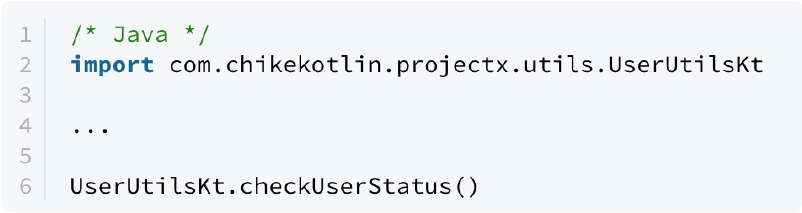 1 /* Java */
2 import com.chikekotlin.projectx.utils.UserUtilsKt
3
4 ...
5
6 UserUtilsKt.checkUserStatus()